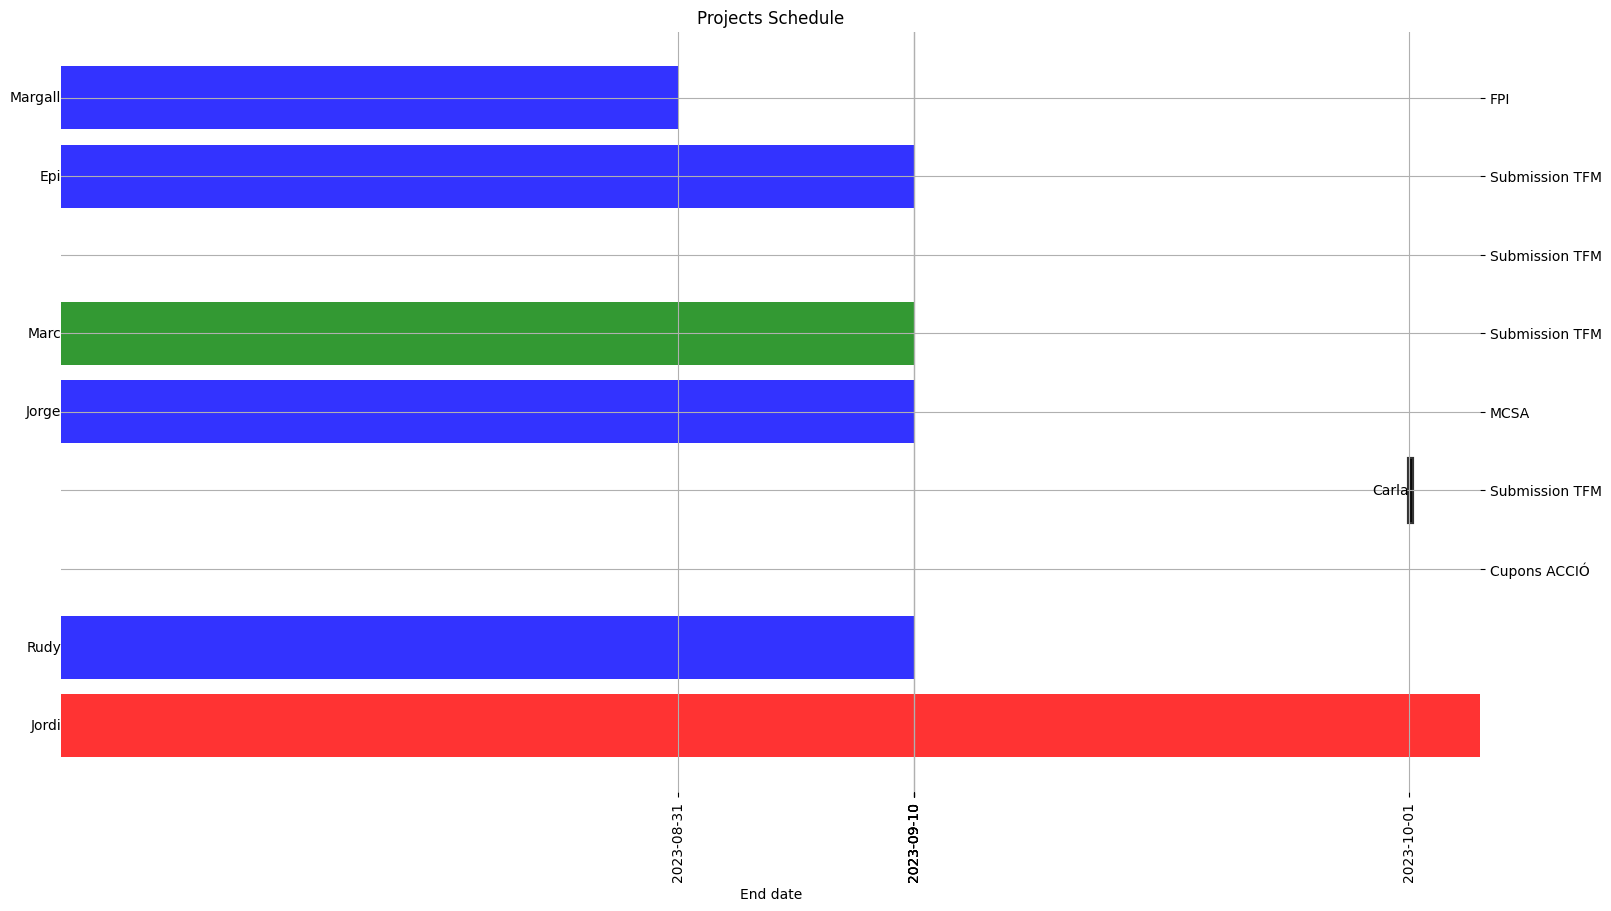 Projects Schedule
Margall
FPI
Epi
Submission TFM
Submission TFM
Marc
Submission TFM
Jorge
MCSA
Carla
Submission TFM
Cupons ACCIÓ
Rudy
Jordi
2023-08-31
2023-09-10
2023-10-01
End date